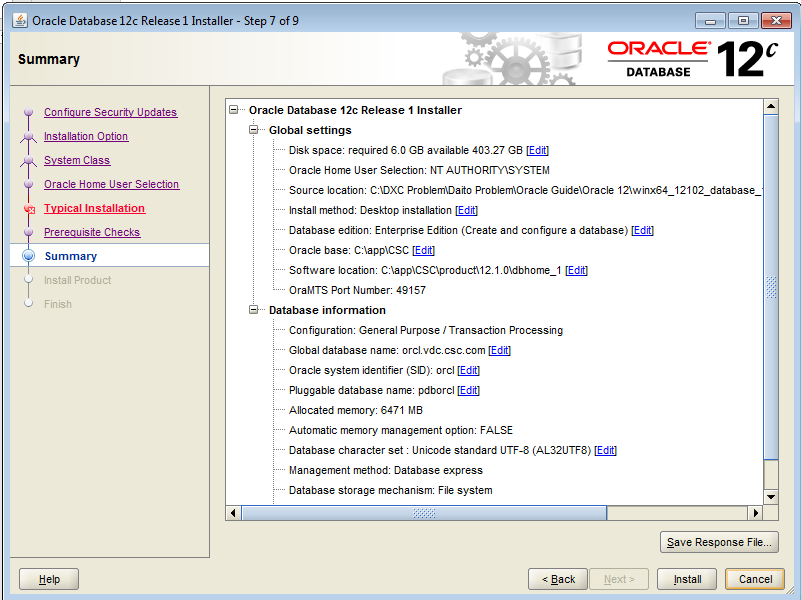 Oracle Database 12c Release 1 Installer - Step 7 of 9
Summary
ORACLE®
DATABASE
12c
Configure Security Updates
Installation Option
System Class
Oracle Home User Selection
Typical Installation
Prerequisite Checks
Summary
Install Product
Finish
Oracle Database 12c Release 1 Installer
Global settings
Disk space: required 6.0 GB available 403.27 GB [Edit]
Oracle Home User Selection: NT AUTHORITY\SYSTEM
Source location: C:\DXC Problem\Daito Problem\Oracle Guide\Oracle 12\winx64_12102_database_
Install method: Desktop installation [Edit]
Database edition: Enterprise Edition (Create and configure a database) [Edit]
Oracle base: C:\app\CSC [Edit]
Software location: C:\app\CSC\product\12.1.0\dbhome_1 [Edit]
OraMTS Port Number: 49157
Database information
Configuration: General Purpose / Transaction Processing
Global database name: orcl.vdc.csc.com [Edit]
Oracle system identifier (SID): orcl [Edit]
Pluggable database name: pdborcl [Edit]
Allocated memory: 6471 MB
Automatic memory management option: FALSE
Database character set : Unicode standard UTF-8 (AL32UTF8) [Edit]
Management method: Database express
Database storage mechanism: File system
Save Response File...
Help
< Back
Next >
Install
Cancel